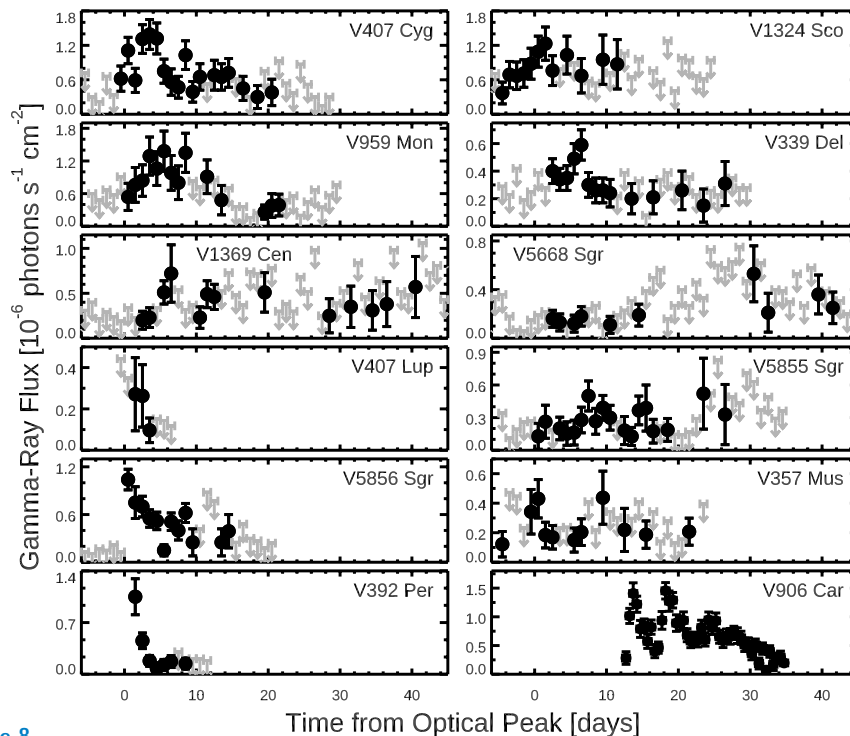 Gamma-Ray Flux [10⁻⁶ photons s⁻¹ cm⁻²]
1.8
1.2
0.6
0.0
V407 Cyg
1.8
1.2
0.6
0.0
V1324 Sco
1.8
1.2
0.6
0.0
V959 Mon
0.6
0.4
0.2
0.0
V339 Del
1.0
0.5
0.0
V1369 Cen
0.8
0.4
0.0
V5668 Sgr
0.4
0.2
0.0
V407 Lup
0.9
0.6
0.3
0.0
V5855 Sgr
1.2
0.6
0.0
V5856 Sgr
0.6
0.4
0.2
0.0
V357 Mus
1.4
0.7
0.0
V392 Per
1.5
1.0
0.5
0.0
V906 Car
0 10 20 30 40
0 10 20 30 40
Time from Optical Peak [days]